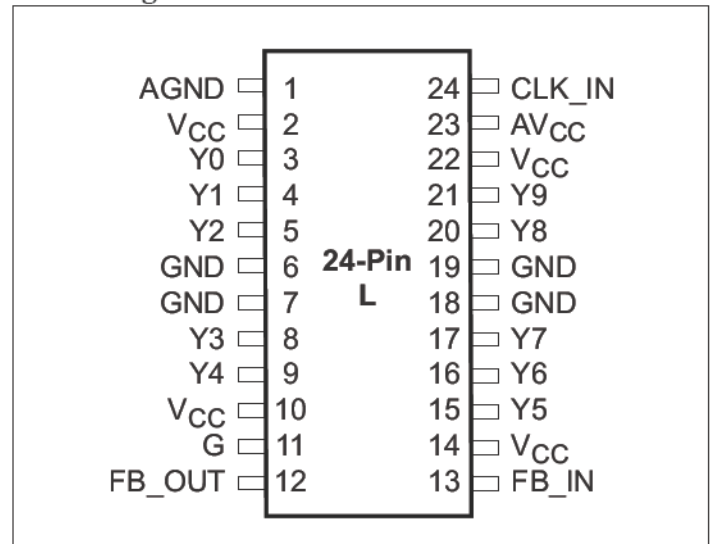 AGND 1 24 CLK_IN
VCC 2 23 AVCC
Y0 3 22 VCC
Y1 4 21 Y9
Y2 5 20 Y8
GND 6 24-Pin 19 GND
GND 7 L 18 GND
Y3 8 17 Y7
Y4 9 16 Y6
VCC 10 15 Y5
G 11 14 VCC
FB_OUT 12 13 FB_IN